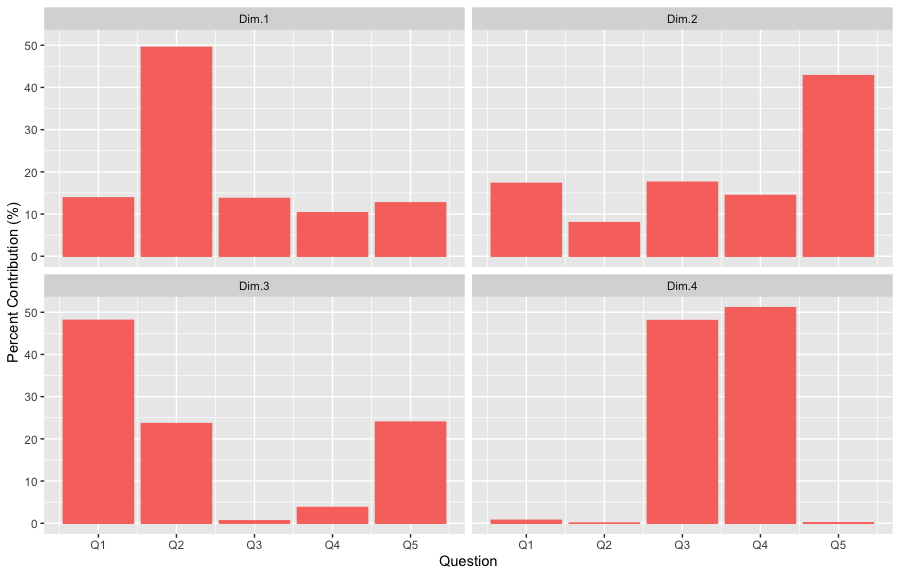 Dim.1
Dim.2
50
40
30
20
10
0
Dim.3
Dim.4
50
40
30
20
10
0
Percent Contribution (%)
Q1 Q2 Q3 Q4 Q5
Q1 Q2 Q3 Q4 Q5
Question